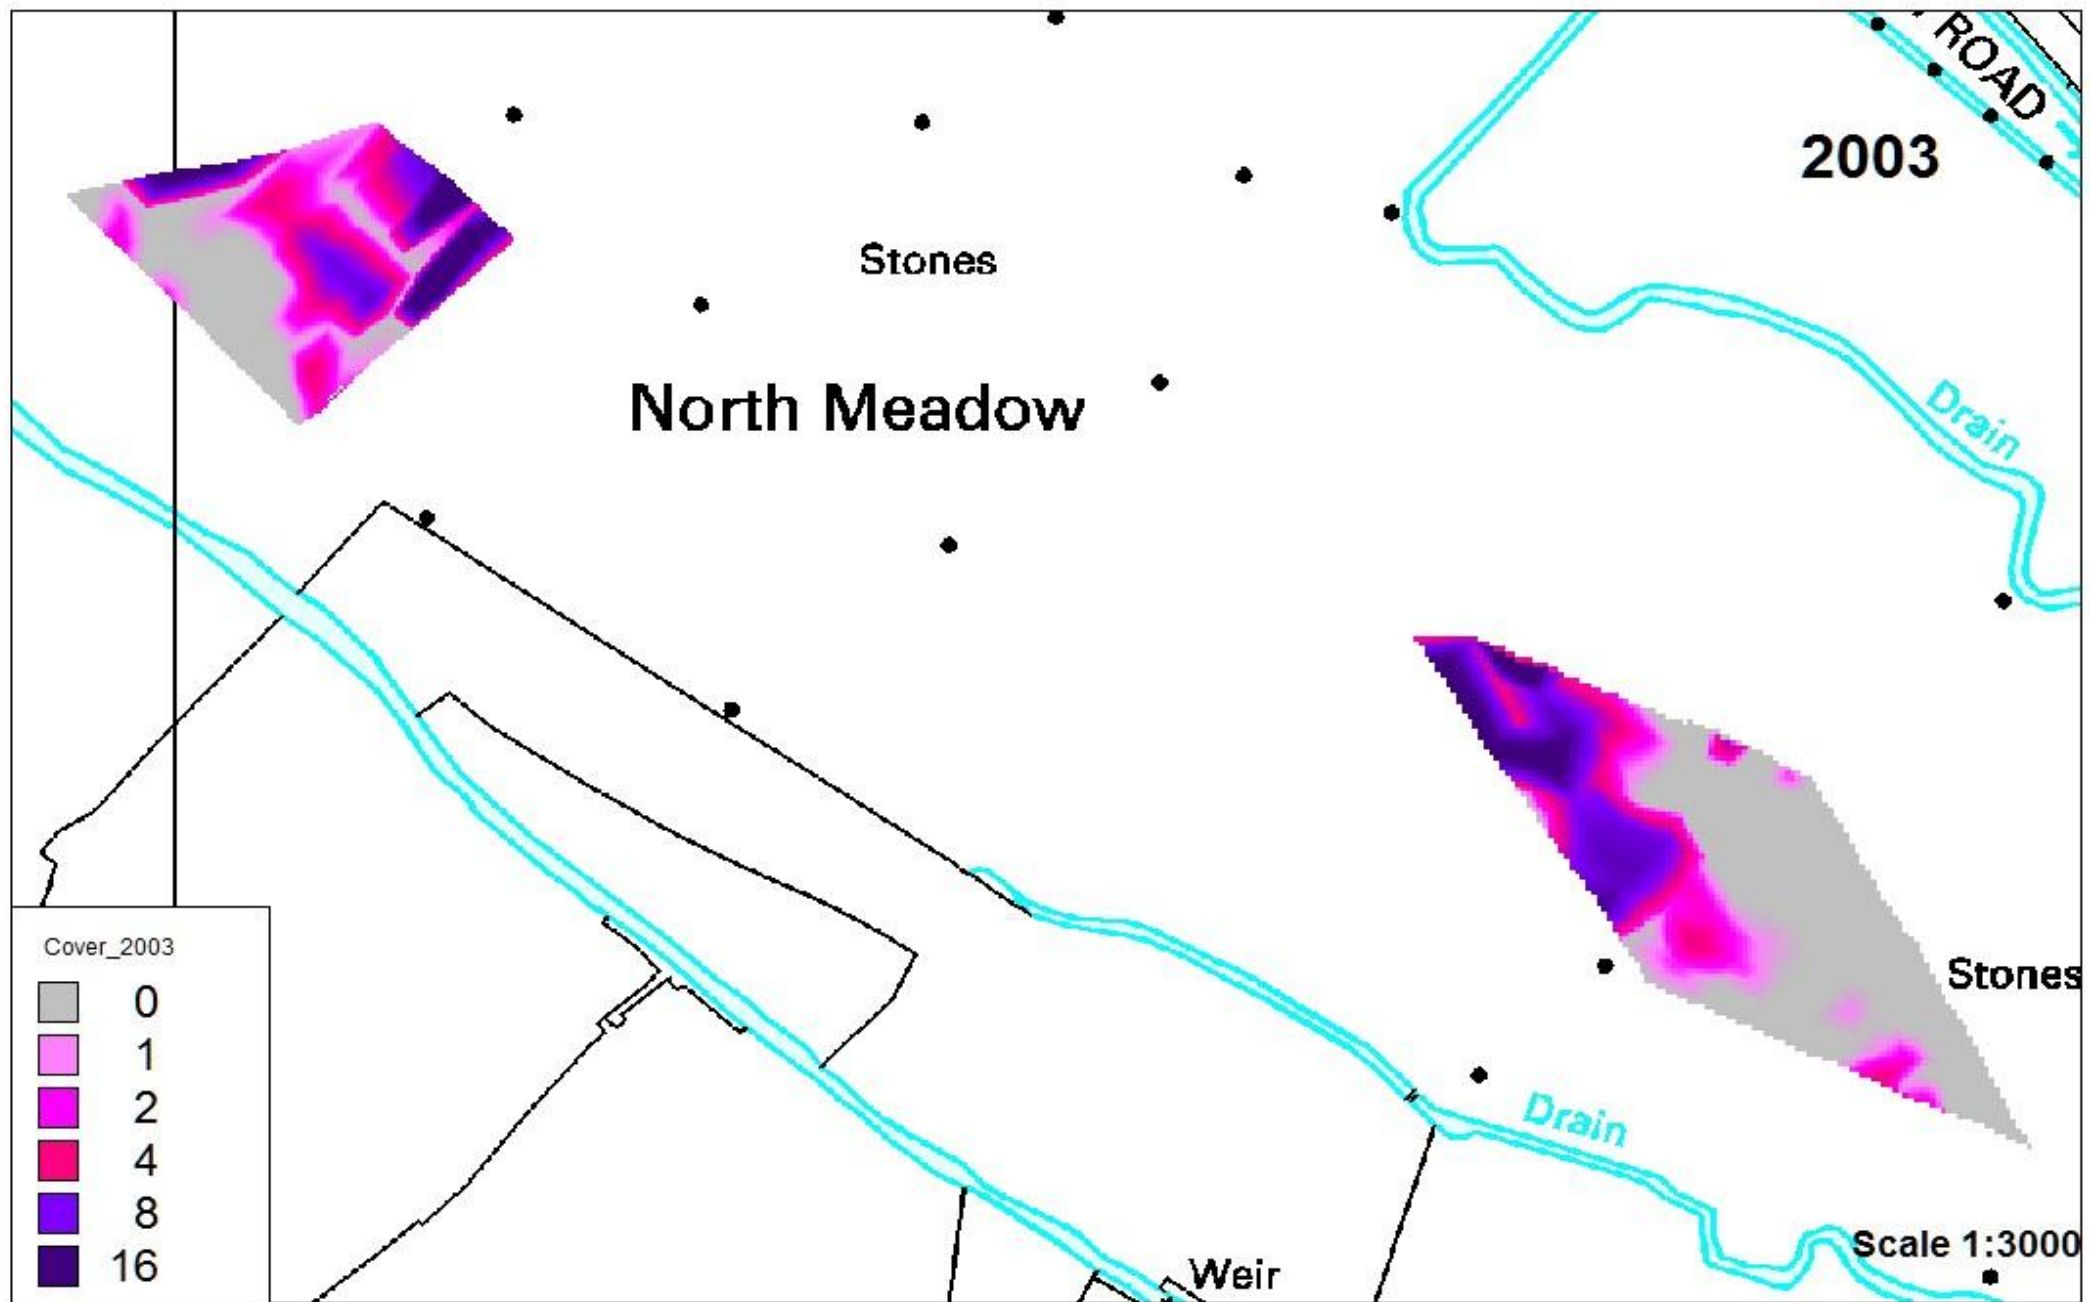 ROAD
2003
Stones
North Meadow
Drain
Stones
Cover_2003
0
1
2
4
8
16
Drain
Scale 1:3000
Weir